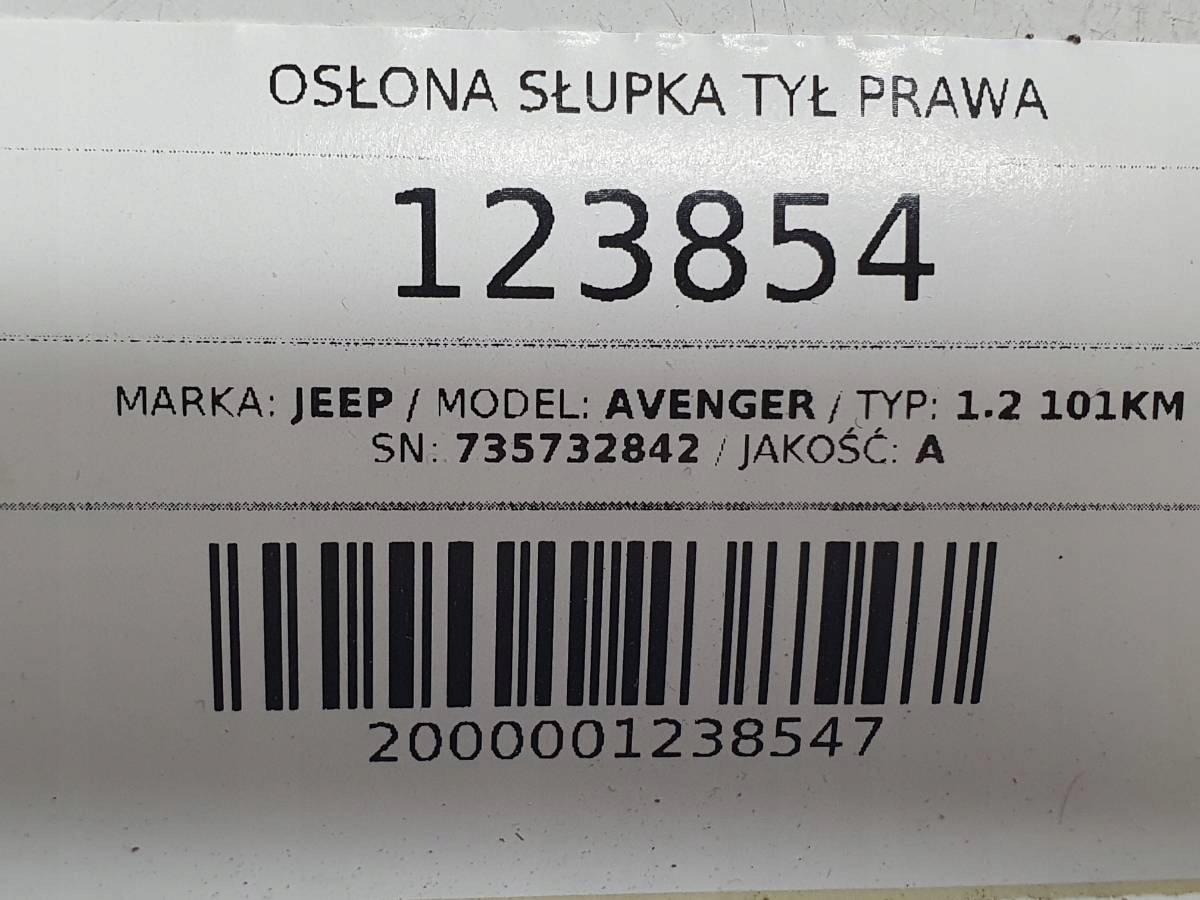 OSŁONA SŁUPKA TYŁ PRAWA
123854
MARKA: JEEP / MODEL: AVENGER / TYP: 1.2 101KM
SN: 735732842 / JAKOŚĆ: A
2000001238547